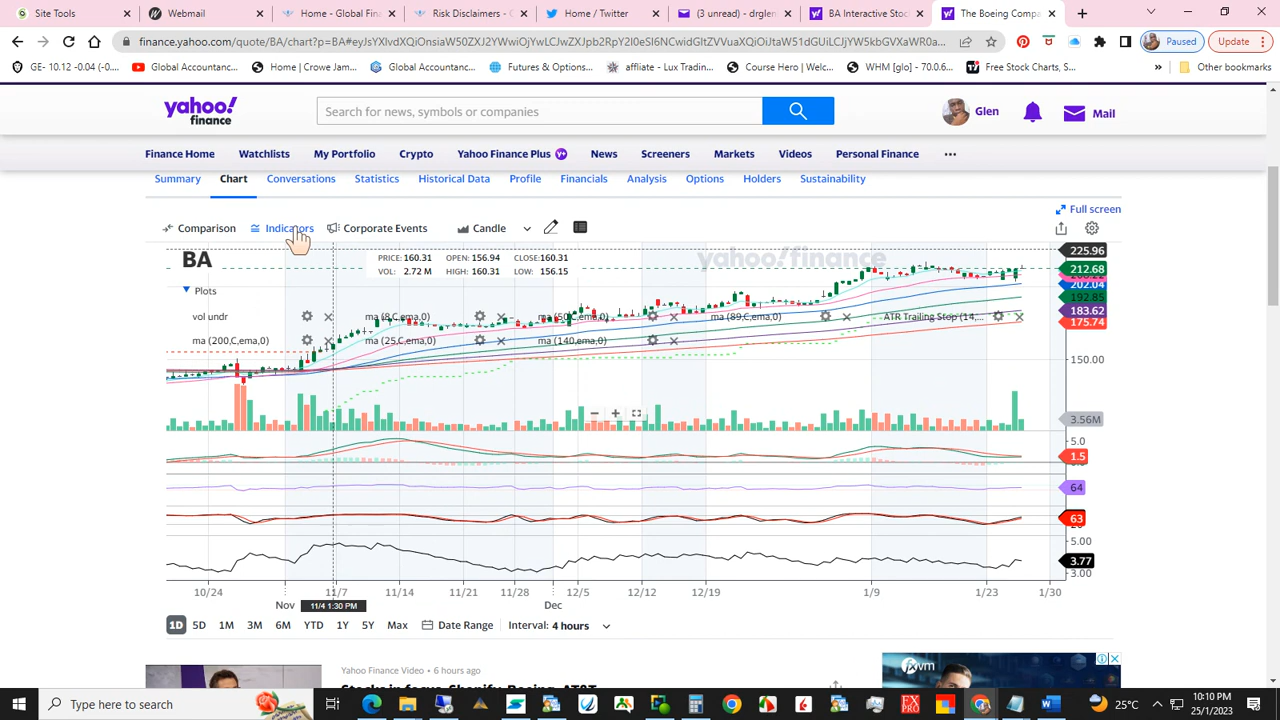 Site Tools
Webmail
Home - Global Finan
Risk Disclaimers - C
Home / Twitter
(3 unread) - drglen
BA Interactive Stoc
The Boeing Compa
finance.yahoo.com/quote/BA/chart?p=BA#
Paused
Update
GE- 10.12 -0.04 (-0....
Global Accountanc...
Home | Crowe Jam...
Global Accountanc...
Futures & Options...
affliate - Lux Tradin...
Course Hero | Welc...
WHM [glo] - 70.0.6...
Free Stock Charts, S...
»
Other bookmarks
yahoo!
finance
Search for news, symbols or companies
Glen
Mail
Finance Home
Watchlists
My Portfolio
Crypto
Yahoo Finance Plus
News
Screeners
Markets
Videos
Personal Finance
Summary
Chart
Conversations
Statistics
Historical Data
Profile
Financials
Analysis
Options
Holders
Sustainability
Full screen
Comparison
Indicators
Corporate Events
Candle
BA
PRICE: 160.31 OPEN: 156.94 CLOSE: 160.31
VOL: 2.72 M HIGH: 160.31 LOW: 156.15
yahoo/finance
225.96
212.68
202.04
192.85
183.62
175.74
Plots
vol undr
ma (8,C,ema,0)
ma (50,C,ema,0)
ma (89,C,ema,0)
ATR Trailing Stop (14,...
ma (200,C,ema,0)
ma (25,C,ema,0)
ma (140,C,ema,0)
150.00
3.56M
5.0
1.5
64
63
5.00
3.77
3.00
10/24
11/7
11/14
11/21
11/28
12/5
12/12
12/19
1/9
1/23
1/30
Nov
11/4 1:30 PM
Dec
1D
5D
1M
3M
6M
YTD
1Y
5Y
Max
Date Range
Interval: 4 hours
Yahoo Finance Video • 6 hours ago
fxwm
Type here to search
25°C
10:10 PM
25/1/2023